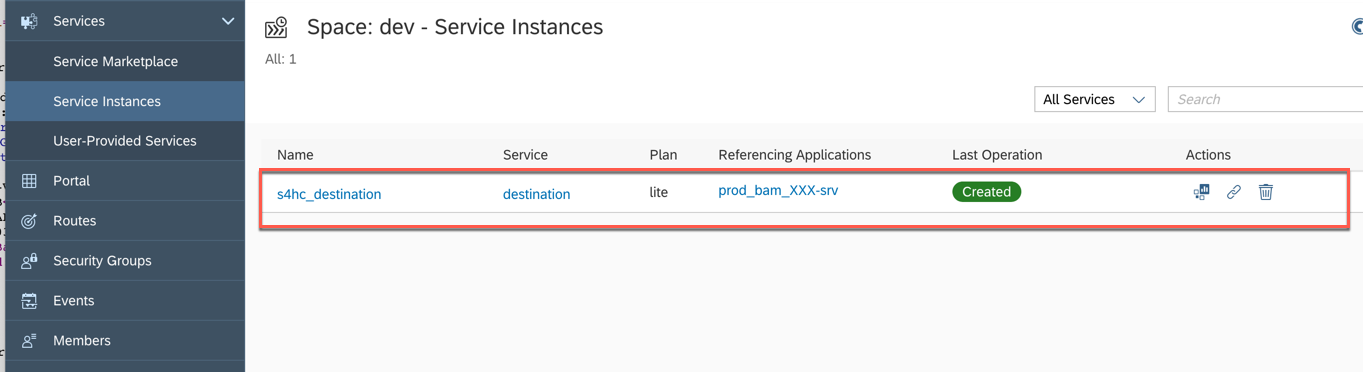 Services
Service Marketplace
Service Instances
User-Provided Services
Portal
Routes
Security Groups
Events
Members
Space: dev - Service Instances
All: 1
All Services
Search
Name Service Plan Referencing Applications Last Operation Actions
s4hc_destination destination lite prod_bam_XXX-srv Created